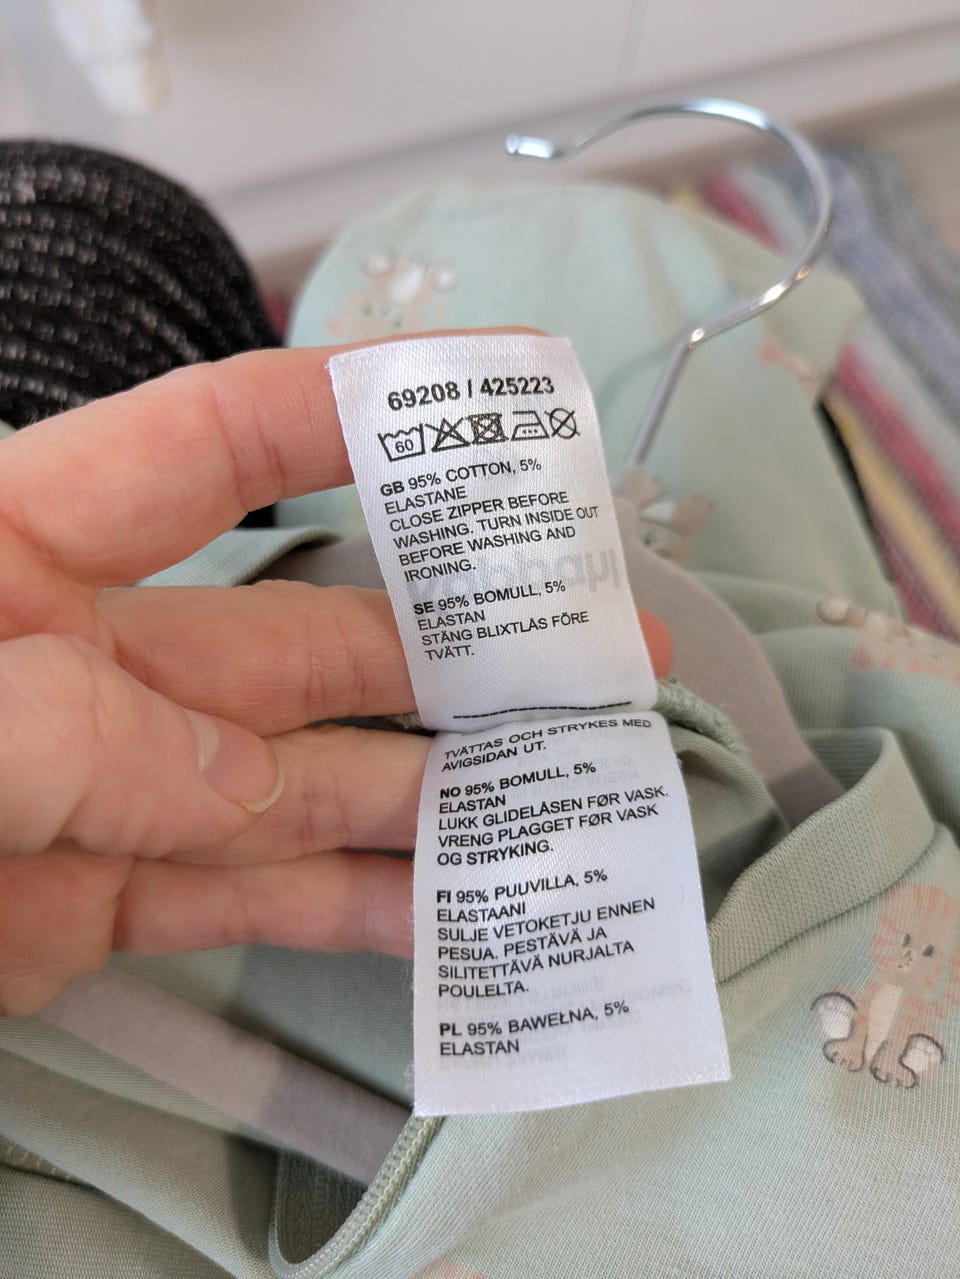 69208 / 425223
60
GB 95% COTTON, 5%
ELASTANE
CLOSE ZIPPER BEFORE
WASHING. TURN INSIDE OUT
BEFORE WASHING AND
IRONING.
SE 95% BOMULL, 5%
ELASTAN
STÄNG BLIXTLÅS FÖRE
TVÄTT.
TVÄTTAS OCH STRYKES MED
AVIGSIDAN UT.
NO 95% BOMULL, 5%
ELASTAN
LUKK GLIDELÅSEN FØR VASK.
VRENG PLAGGET FØR VASK
OG STRYKING.
FI 95% PUUVILLA, 5%
ELASTAANI
SULJE VETOKETJU ENNEN
PESUA. PESTÄVÄ JA
SILITETTÄVÄ NURJALTA
POULELTA.
PL 95% BAWEŁNA, 5%
ELASTAN